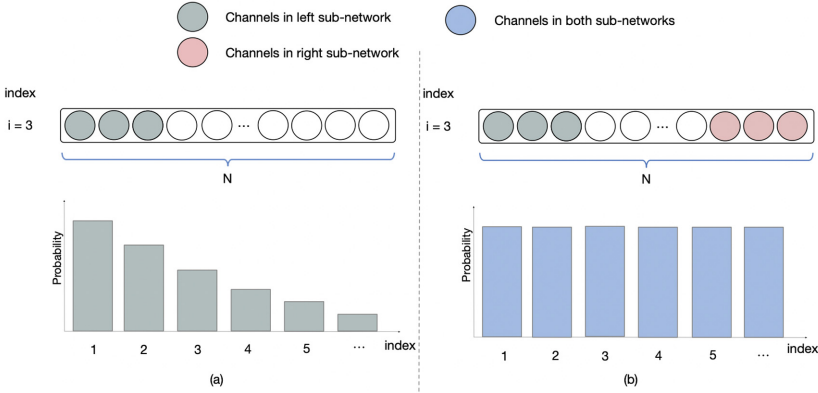 Channels in left sub-network
Channels in both sub-networks
Channels in right sub-network
index
i = 3
...
N
Probability
1 2 3 4 5 ... index
(a)
index
i = 3
...
N
Probability
1 2 3 4 5 ... index
(b)